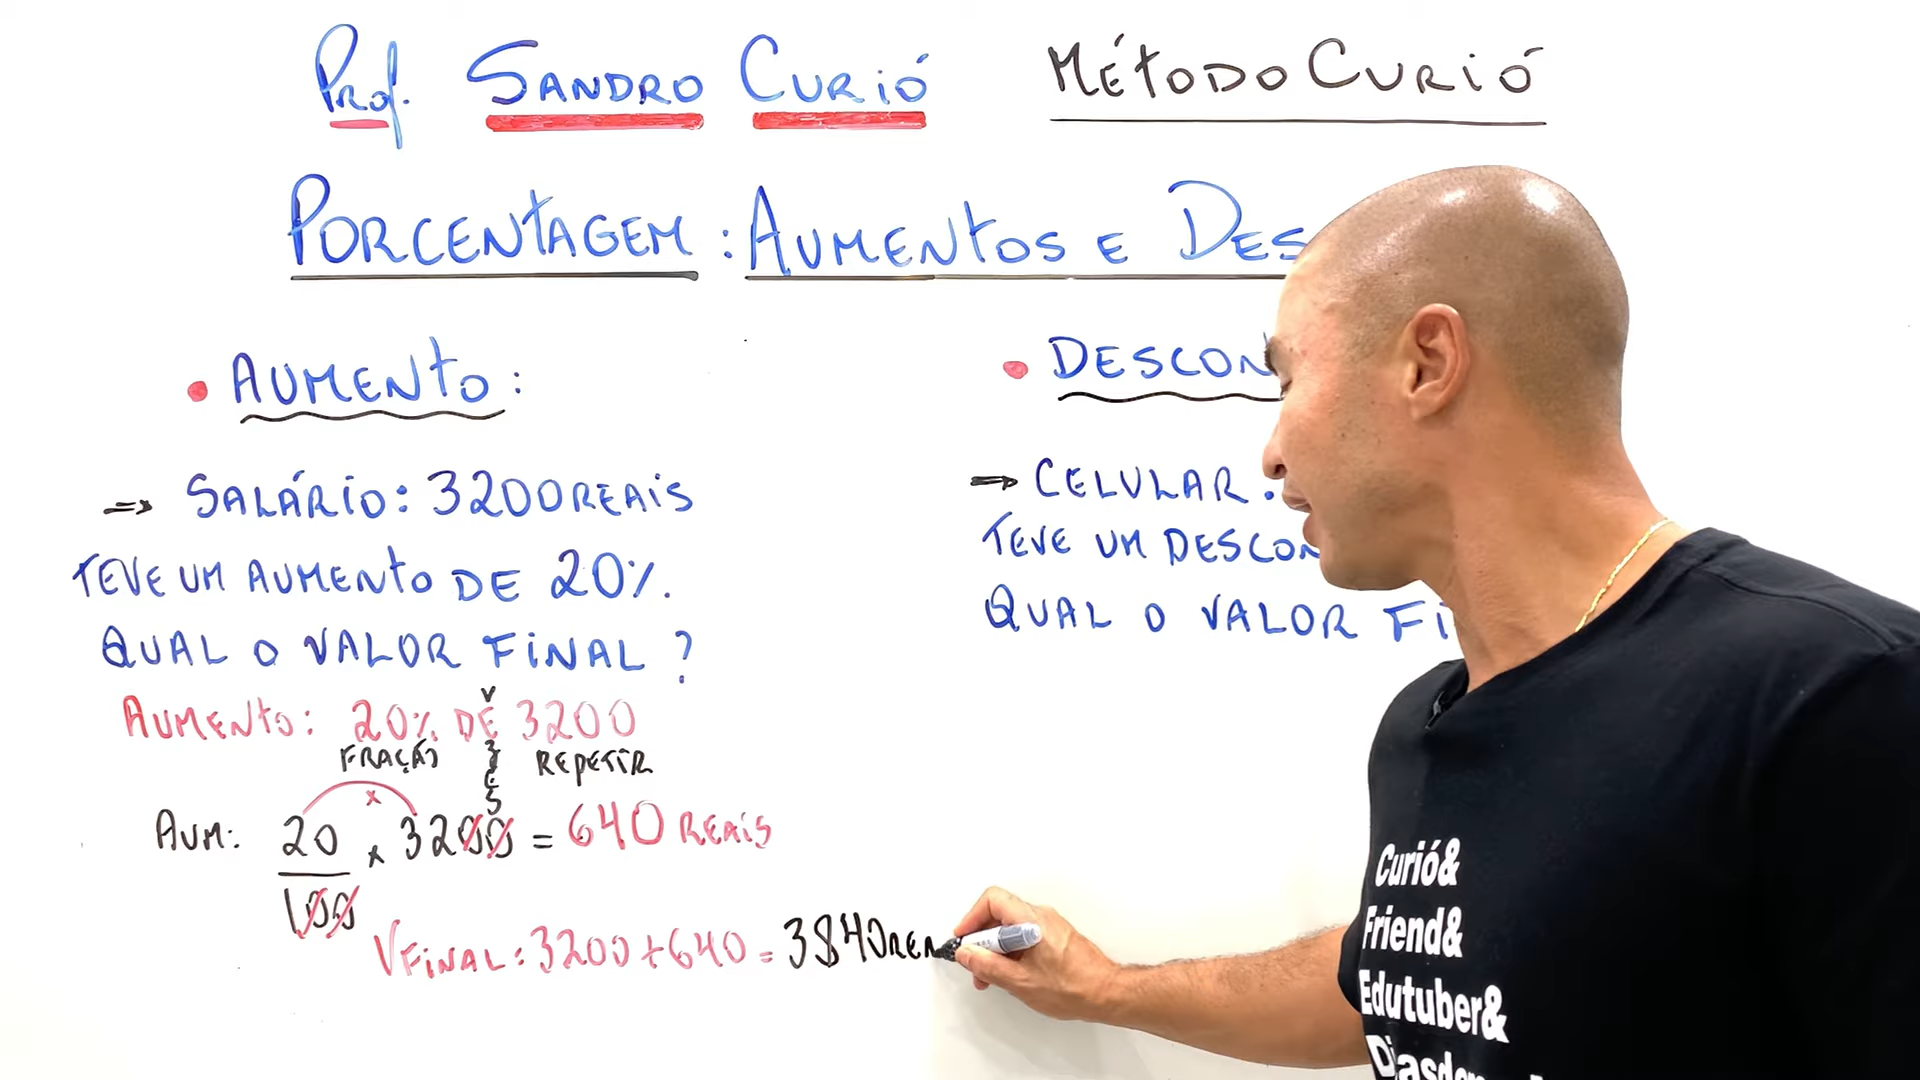 Prof. SANDRO CURIÓ MÉTODO CURIÓ
PORCENTAGEM: AUMENTOS E DES
• AUMENTO:
⇒ SALÁRIO: 3200 REAIS
TEVE UM AUMENTO DE 20%.
QUAL O VALOR FINAL?
AUMENTO: 20% DE 3200
FRAÇÃO VEZES REPETIR
AUM: 20/100 × 3200 = 640 REAIS
VFINAL: 3200 + 640 = 3840 REA
• DESCON
⇒ CELULAR.
TEVE UM DESCON
QUAL O VALOR FI
Curió&
Friend&
Edutuber&